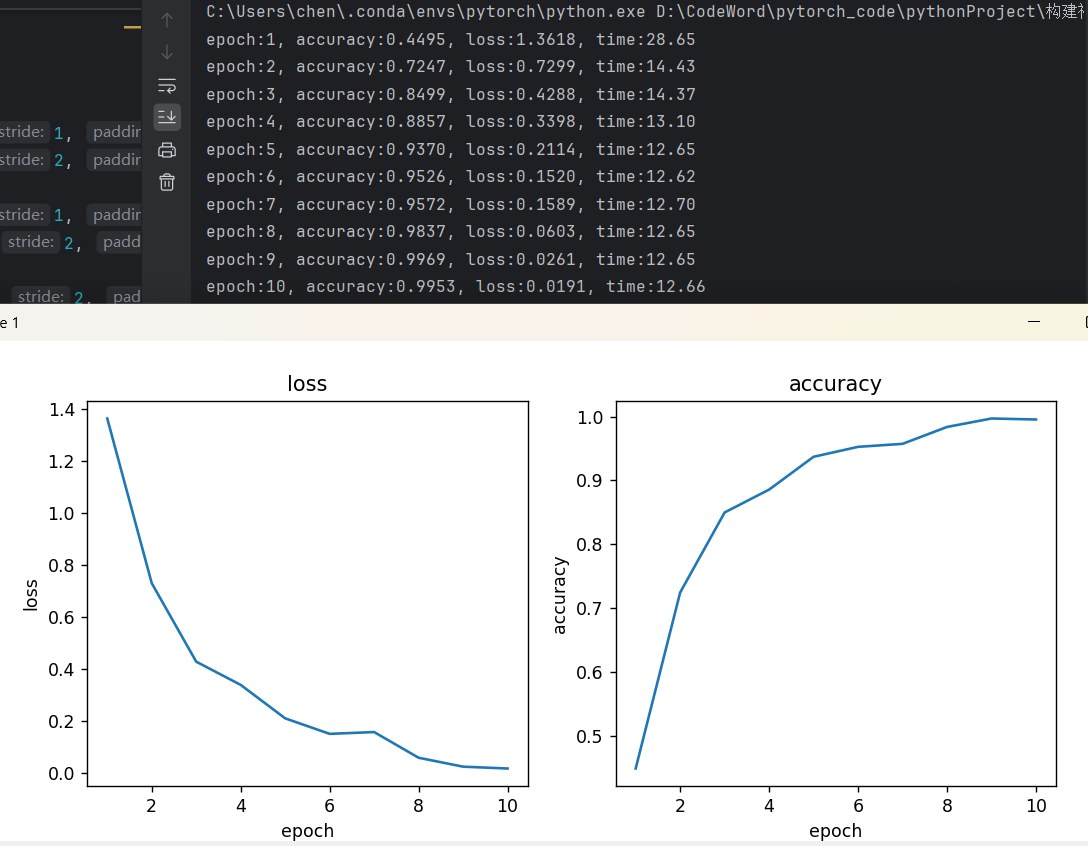 C:\Users\chen\.conda\envs\pytorch\python.exe D:\CodeWord\pytorch_code\pythonProject\构建
epoch:1, accuracy:0.4495, loss:1.3618, time:28.65
epoch:2, accuracy:0.7247, loss:0.7299, time:14.43
epoch:3, accuracy:0.8499, loss:0.4288, time:14.37
epoch:4, accuracy:0.8857, loss:0.3398, time:13.10
epoch:5, accuracy:0.9370, loss:0.2114, time:12.65
epoch:6, accuracy:0.9526, loss:0.1520, time:12.62
epoch:7, accuracy:0.9572, loss:0.1589, time:12.70
epoch:8, accuracy:0.9837, loss:0.0603, time:12.65
epoch:9, accuracy:0.9969, loss:0.0261, time:12.65
epoch:10, accuracy:0.9953, loss:0.0191, time:12.66
stride: 1, paddin
stride: 2, paddin
stride: 1, paddin
stride: 2, padd
stride: 2, pad
e 1
loss
1.4
1.2
1.0
0.8
0.6
0.4
0.2
0.0
loss
2 4 6 8 10
epoch
accuracy
1.0
0.9
0.8
0.7
0.6
0.5
accuracy
2 4 6 8 10
epoch